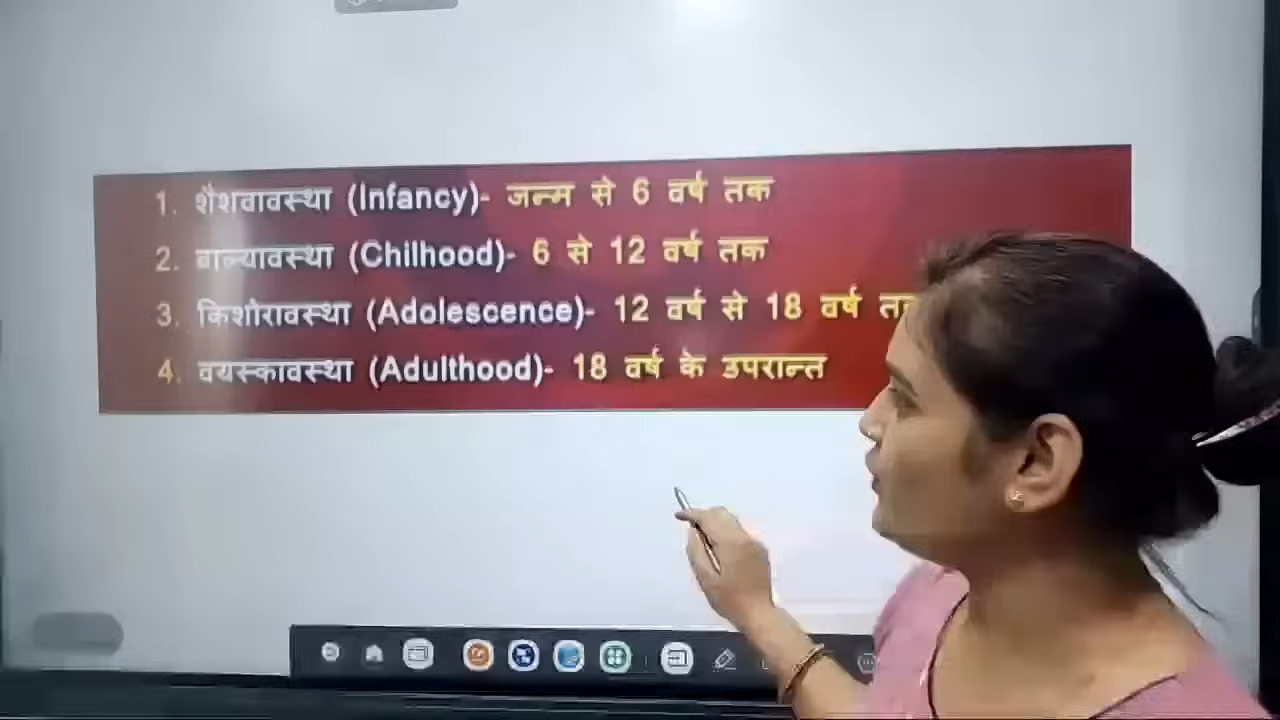 1. शैशवावस्था (Infancy)- जन्म से 6 वर्ष तक
2. बाल्यावस्था (Chilhood)- 6 से 12 वर्ष तक
3. किशोरावस्था (Adolescence)- 12 वर्ष से 18 वर्ष
4. वयस्कावस्था (Adulthood)- 18 वर्ष के उपरान्त